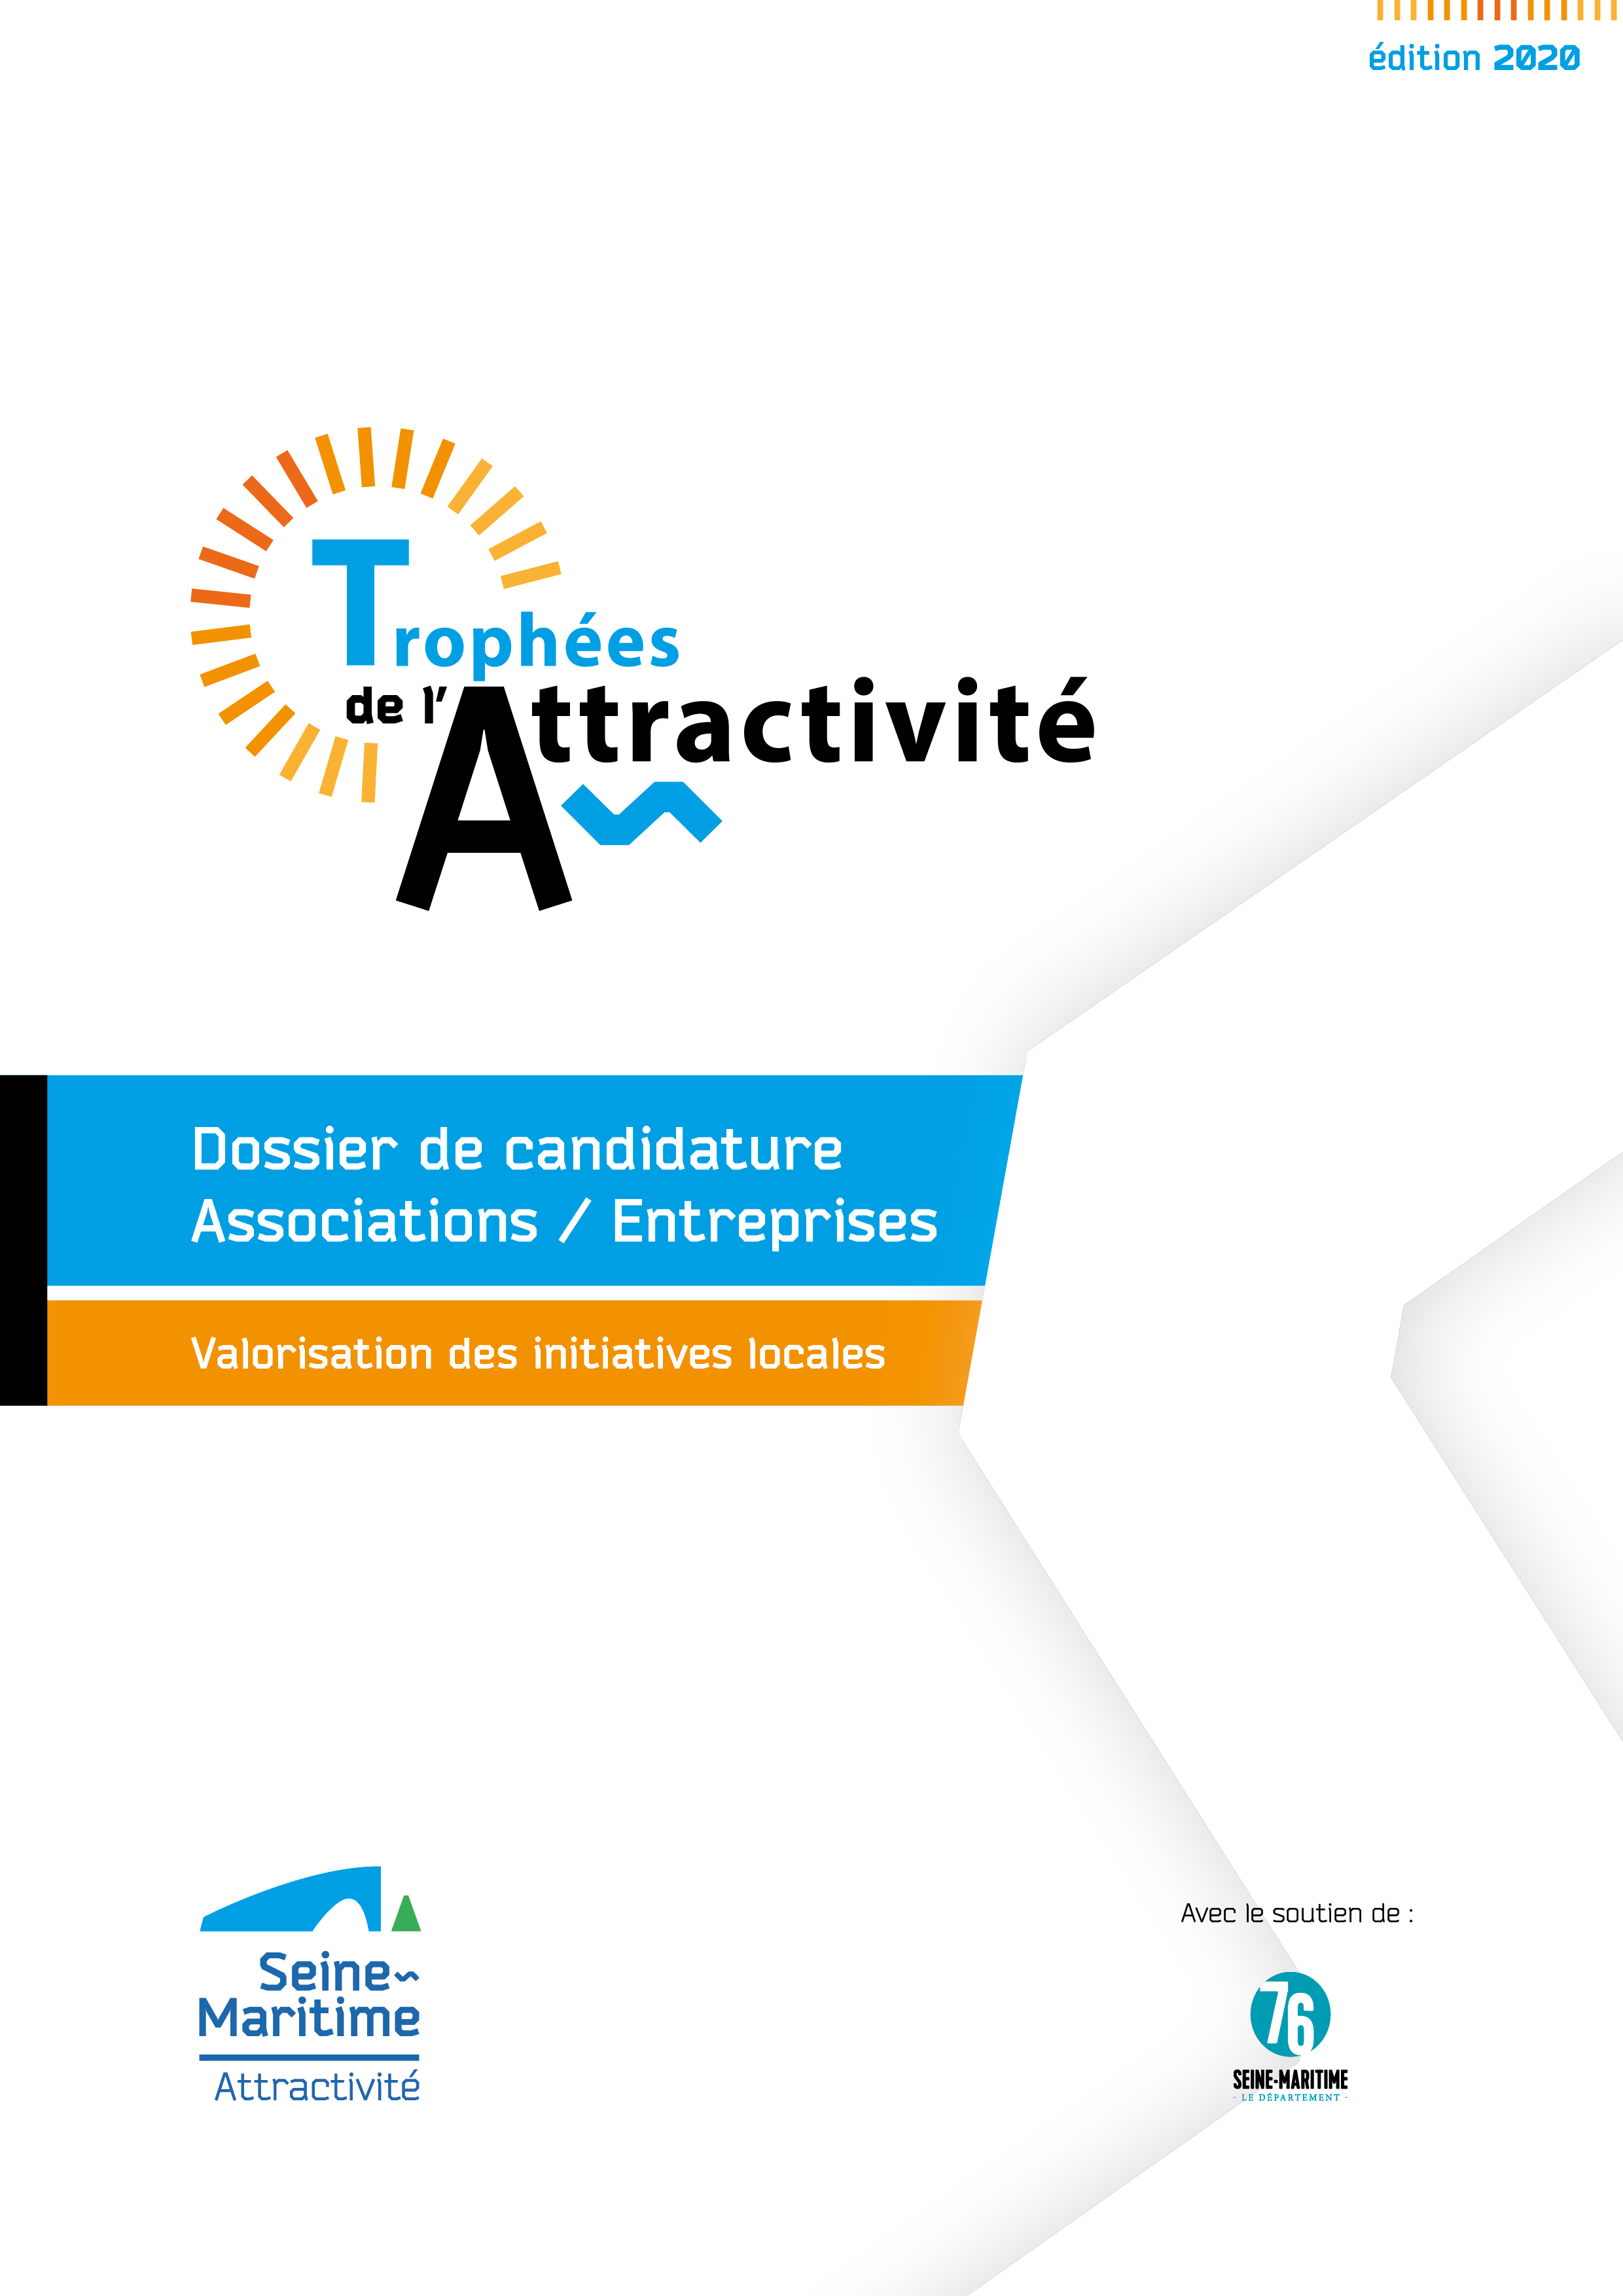 édition 2020
Trophées
de l'Attractivité
Dossier de candidature
Associations / Entreprises
Valorisation des initiatives locales
Seine~
Maritime
Attractivité
Avec le soutien de :
76
SEINE-MARITIME
- LE DÉPARTEMENT -